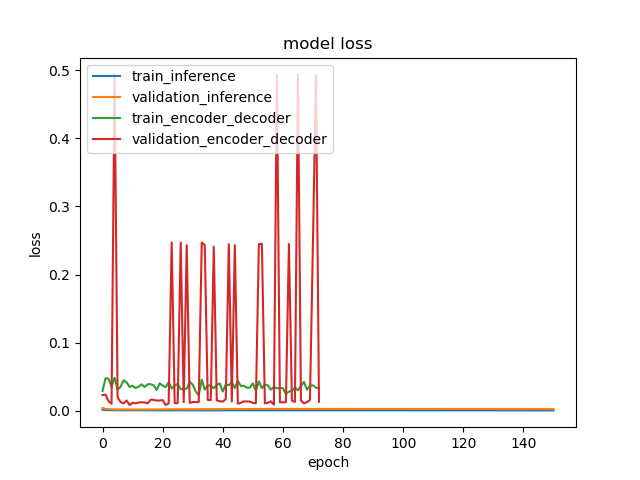 model loss
train_inference
validation_inference
train_encoder_decoder
validation_encoder_decoder
0.5
0.4
0.3
0.2
0.1
0.0
loss
0 20 40 60 80 100 120 140
epoch